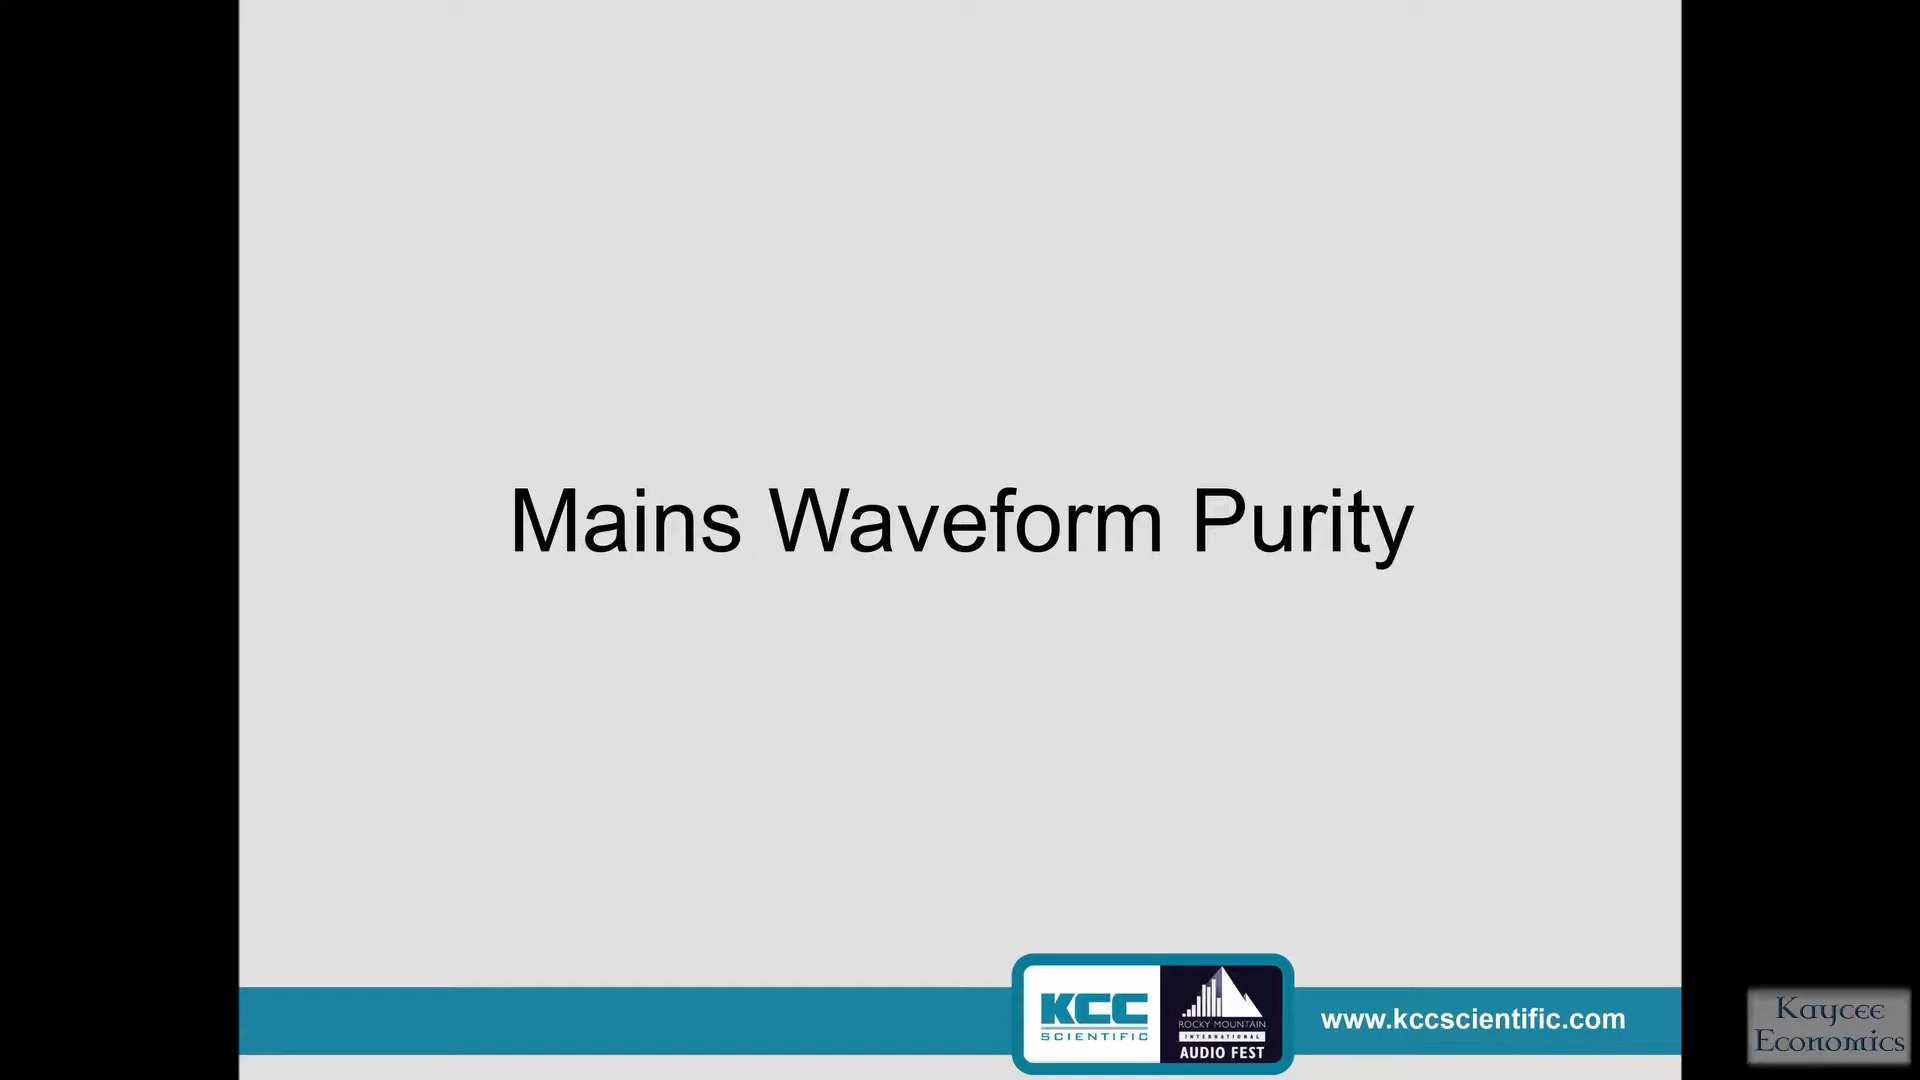 Mains Waveform Purity
KCC
SCIENTIFIC
ROCKY MOUNTAIN
INTERNATIONAL
AUDIO FEST
www.kccscientific.com
Kaycee
Economics